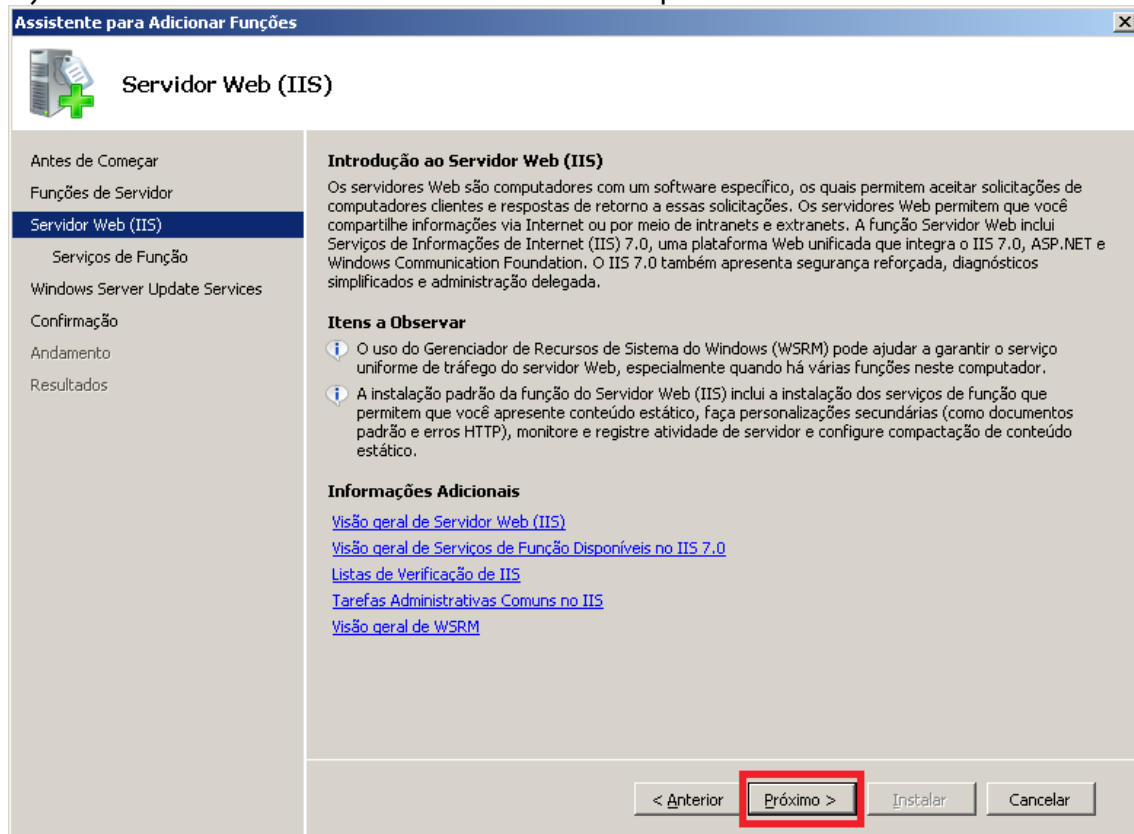 Assistente para Adicionar Funções
Servidor Web (IIS)
Antes de Começar
Funções de Servidor
Servidor Web (IIS)
Serviços de Função
Windows Server Update Services
Confirmação
Andamento
Resultados
Introdução ao Servidor Web (IIS)
Os servidores Web são computadores com um software específico, os quais permitem aceitar solicitações de
computadores clientes e respostas de retorno a essas solicitações. Os servidores Web permitem que você
compartilhe informações via Internet ou por meio de intranets e extranets. A função Servidor Web inclui
Serviços de Informações de Internet (IIS) 7.0, uma plataforma Web unificada que integra o IIS 7.0, ASP.NET e
Windows Communication Foundation. O IIS 7.0 também apresenta segurança reforçada, diagnósticos
simplificados e administração delegada.
Itens a Observar
O uso do Gerenciador de Recursos de Sistema do Windows (WSRM) pode ajudar a garantir o serviço
uniforme de tráfego do servidor Web, especialmente quando há várias funções neste computador.
A instalação padrão da função do Servidor Web (IIS) inclui a instalação dos serviços de função que
permitem que você apresente conteúdo estático, faça personalizações secundárias (como documentos
padrão e erros HTTP), monitore e registre atividade de servidor e configure compactação de conteúdo
estático.
Informações Adicionais
Visão geral de Servidor Web (IIS)
Visão geral de Serviços de Função Disponíveis no IIS 7.0
Listas de Verificação de IIS
Tarefas Administrativas Comuns no IIS
Visão geral de WSRM
< Anterior
Próximo >
Instalar
Cancelar